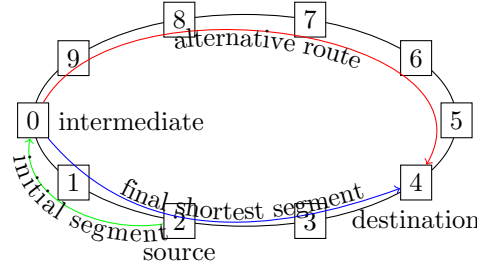 8
7
alternative route
9
6
0
intermediate
5
1
final shortest segment
4
initial segment
2
3
destination
source